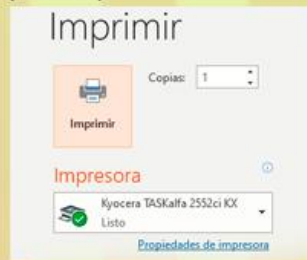 Imprimir
Copias: 1
Imprimir
Impresora
Kyocera TASKalfa 2552ci KX
Listo
Propiedades de impresora